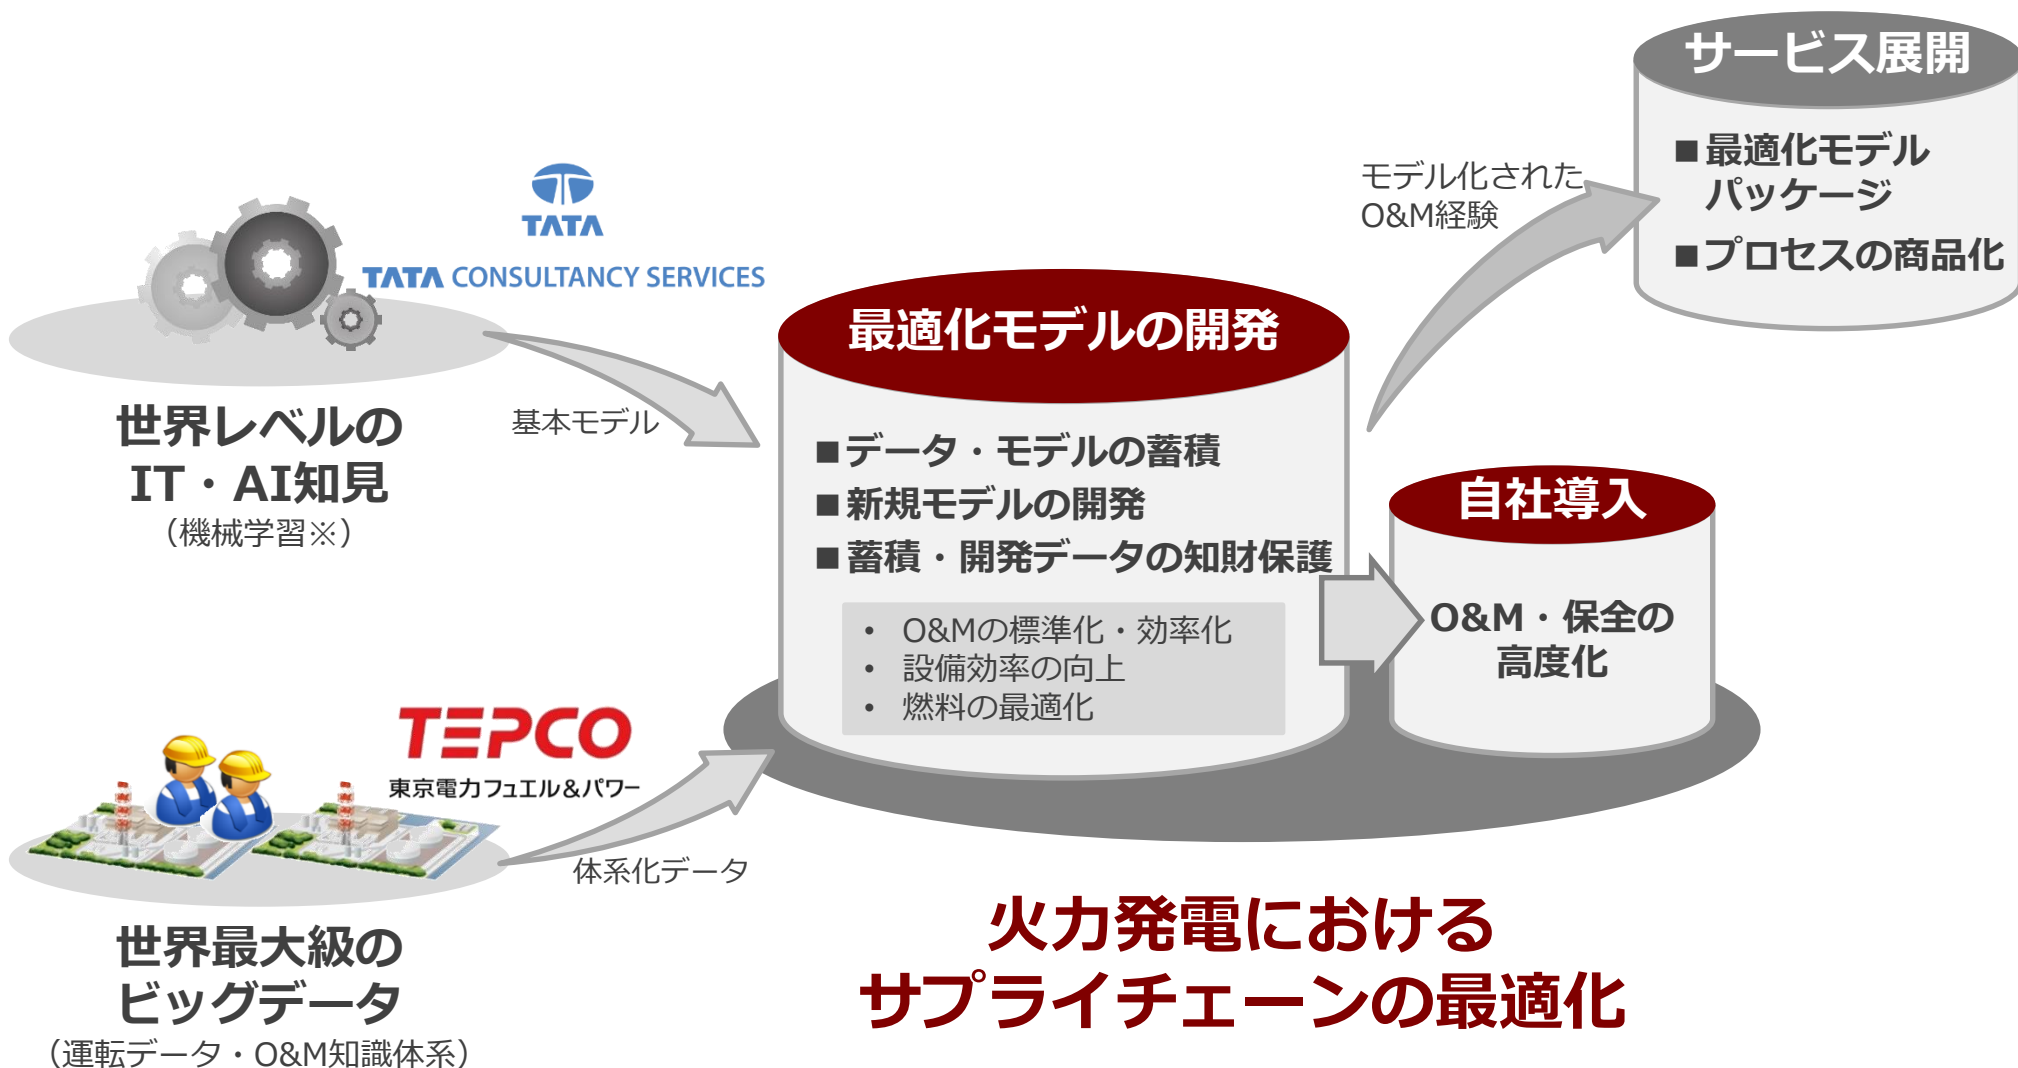 TATA
TATA CONSULTANCY SERVICES
世界レベルの
IT・AI知見
（機械学習※）
基本モデル
TEPCO
東京電力フュエル&パワー
体系化データ
世界最大級の
ビッグデータ
（運転データ・O&M知識体系）
最適化モデルの開発
■データ・モデルの蓄積
■新規モデルの開発
■蓄積・開発データの知財保護
• O&Mの標準化・効率化
• 設備効率の向上
• 燃料の最適化
モデル化された
O&M経験
サービス展開
■最適化モデル
パッケージ
■プロセスの商品化
自社導入
O&M・保全の
高度化
火力発電における
サプライチェーンの最適化